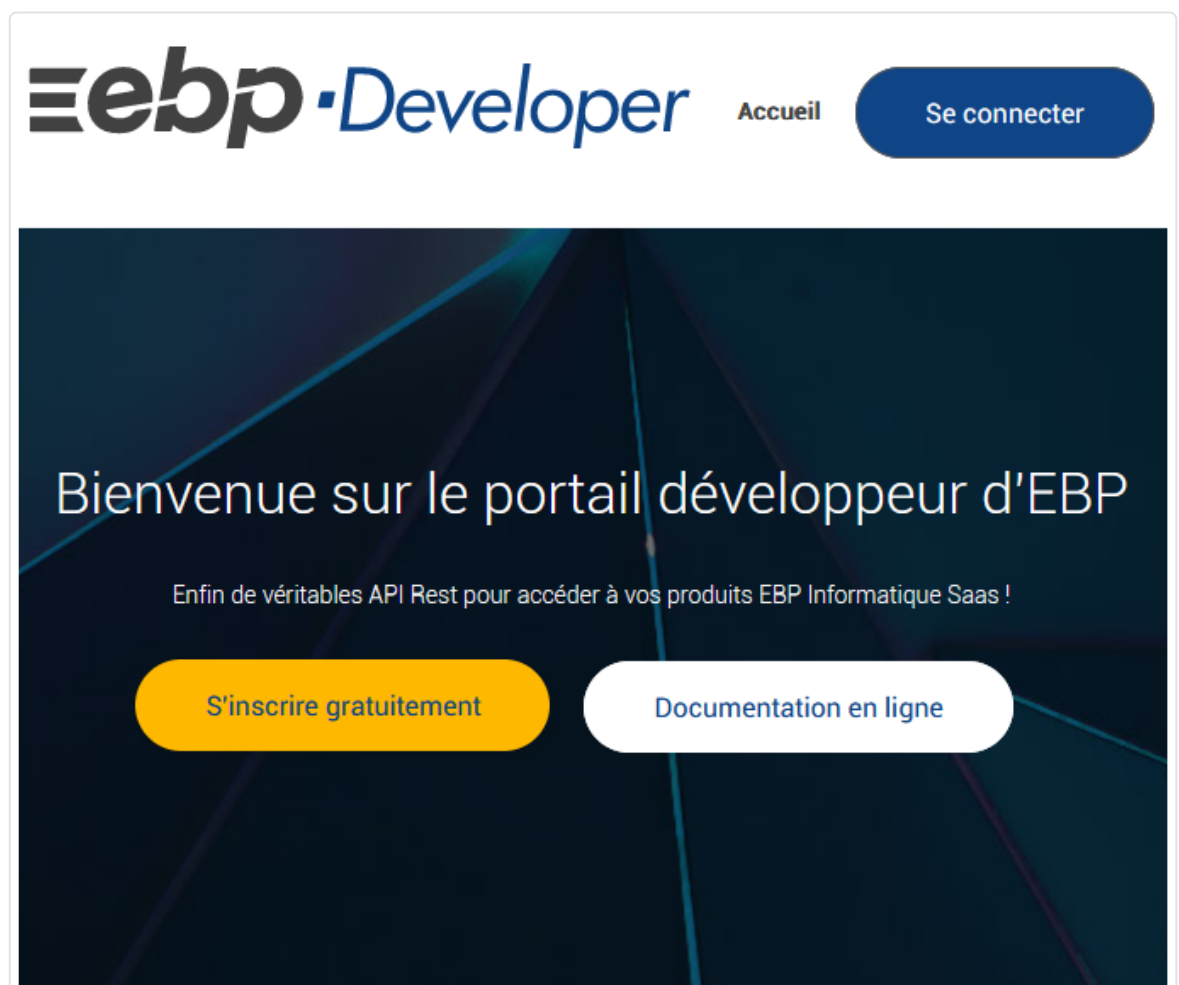 ebp·Developer
Accueil
Se connecter
Bienvenue sur le portail développeur d'EBP
Enfin de véritables API Rest pour accéder à vos produits EBP Informatique Saas !
S'inscrire gratuitement
Documentation en ligne